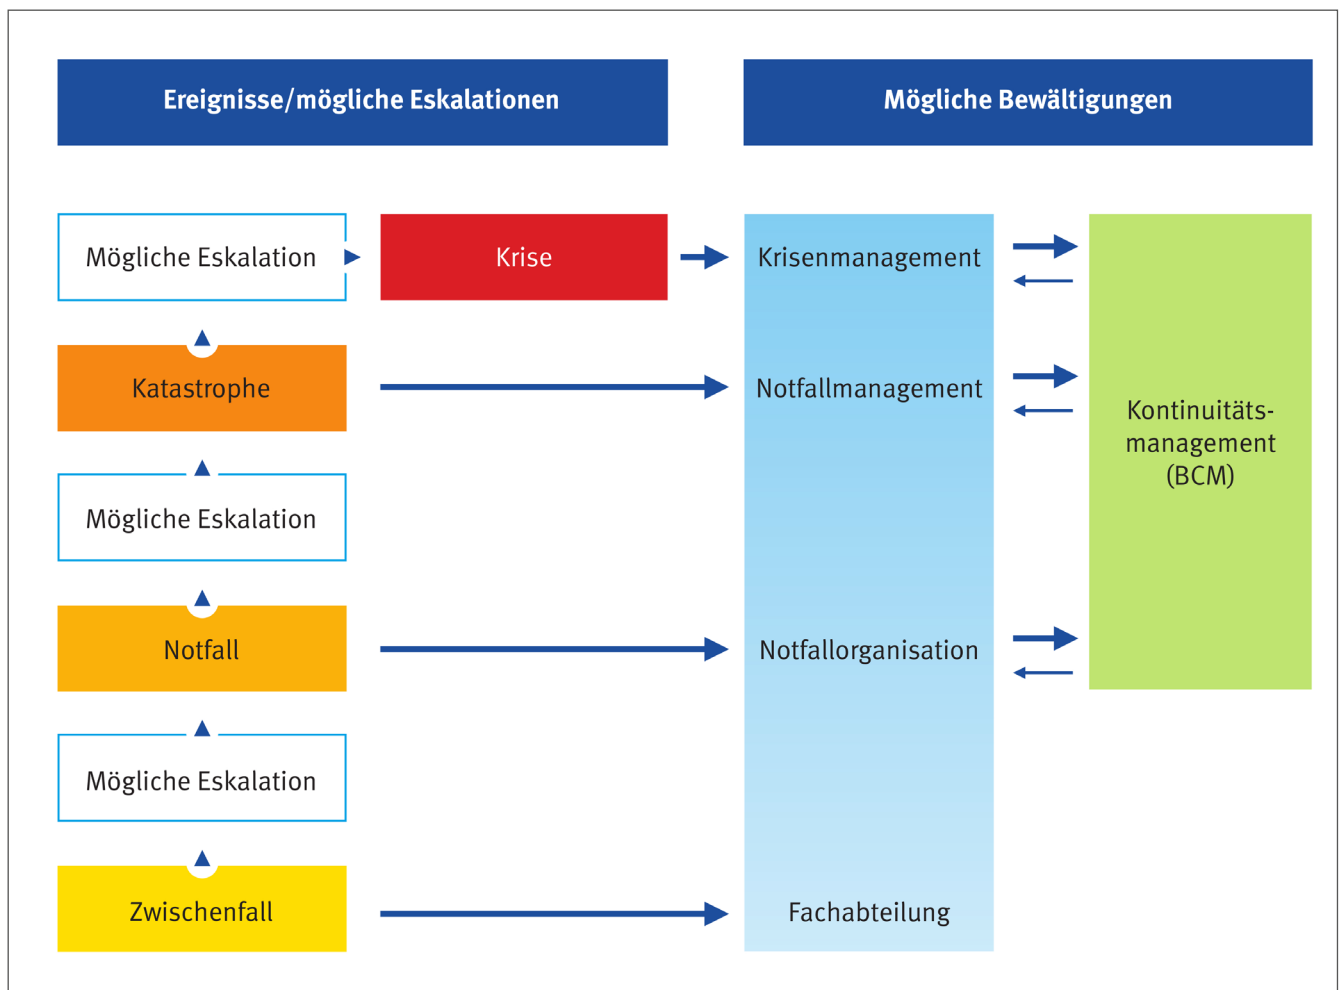 Ereignisse/mögliche Eskalationen
Mögliche Bewältigungen
Mögliche Eskalation
Krise
Krisenmanagement
Katastrophe
Notfallmanagement
Kontinuitäts-
management
(BCM)
Mögliche Eskalation
Notfall
Notfallorganisation
Mögliche Eskalation
Zwischenfall
Fachabteilung